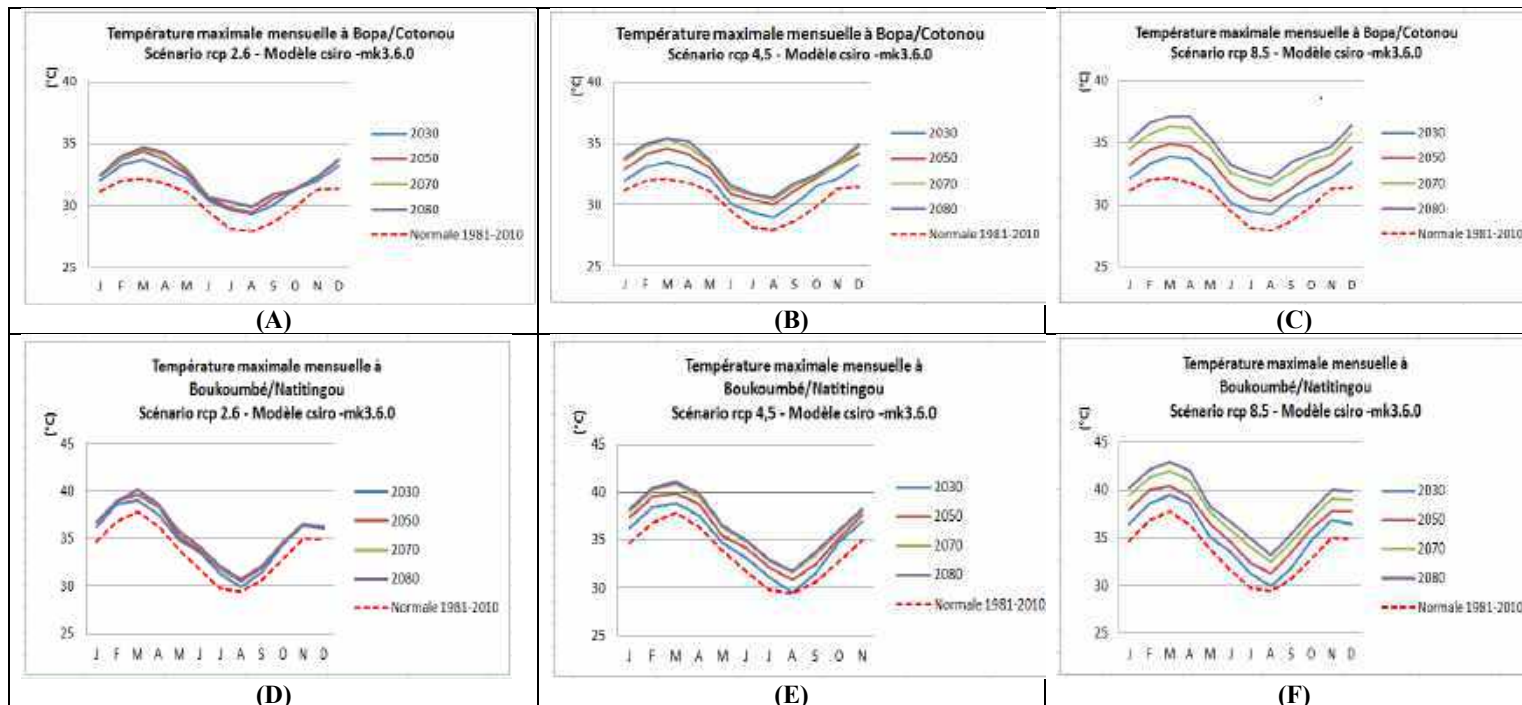 Température maximale mensuelle à Bopa/Cotonou
Scénario rcp 2.6 - Modèle csiro -mk3.6.0
(°C)
40
35
30
25
J F M A M J J A S O N D
2030
2050
2070
2080
Normale 1981-2010
(A)
Température maximale mensuelle à Bopa/Cotonou
Scénario rcp 4,5 - Modèle csiro -mk3.6.0
(°C)
40
35
30
25
J F M A M J J A S O N D
2030
2050
2070
2080
Normale 1981-2010
(B)
Température maximale mensuelle à Bopa/Cotonou
Scénario rcp 8.5 - Modèle csiro -mk3.6.0
(°C)
40
35
30
25
J F M A M J J A S O N D
2030
2050
2070
2080
Normale 1981-2010
(C)
Température maximale mensuelle à
Boukoumbé/Natitingou
Scénario rcp 2.6 - Modèle csiro -mk3.6.0
(°C)
45
40
35
30
25
J F M A M J J A S O N D
2030
2050
2070
2080
Normale 1981-2010
(D)
Température maximale mensuelle à
Boukoumbé/Natitingou
Scénario rcp 4,5 - Modèle csiro -mk3.6.0
(°C)
45
40
35
30
25
J F M A M J J A S O N
2030
2050
2070
2080
Normale 1981-2010
(E)
Température maximale mensuelle à
Boukoumbé/Natitingou
Scénario rcp 8.5 - Modèle csiro -mk3.6.0
(°C)
45
40
35
30
25
J F M A M J J A S O N D
2030
2050
2070
2080
Normale 1981-2010
(F)